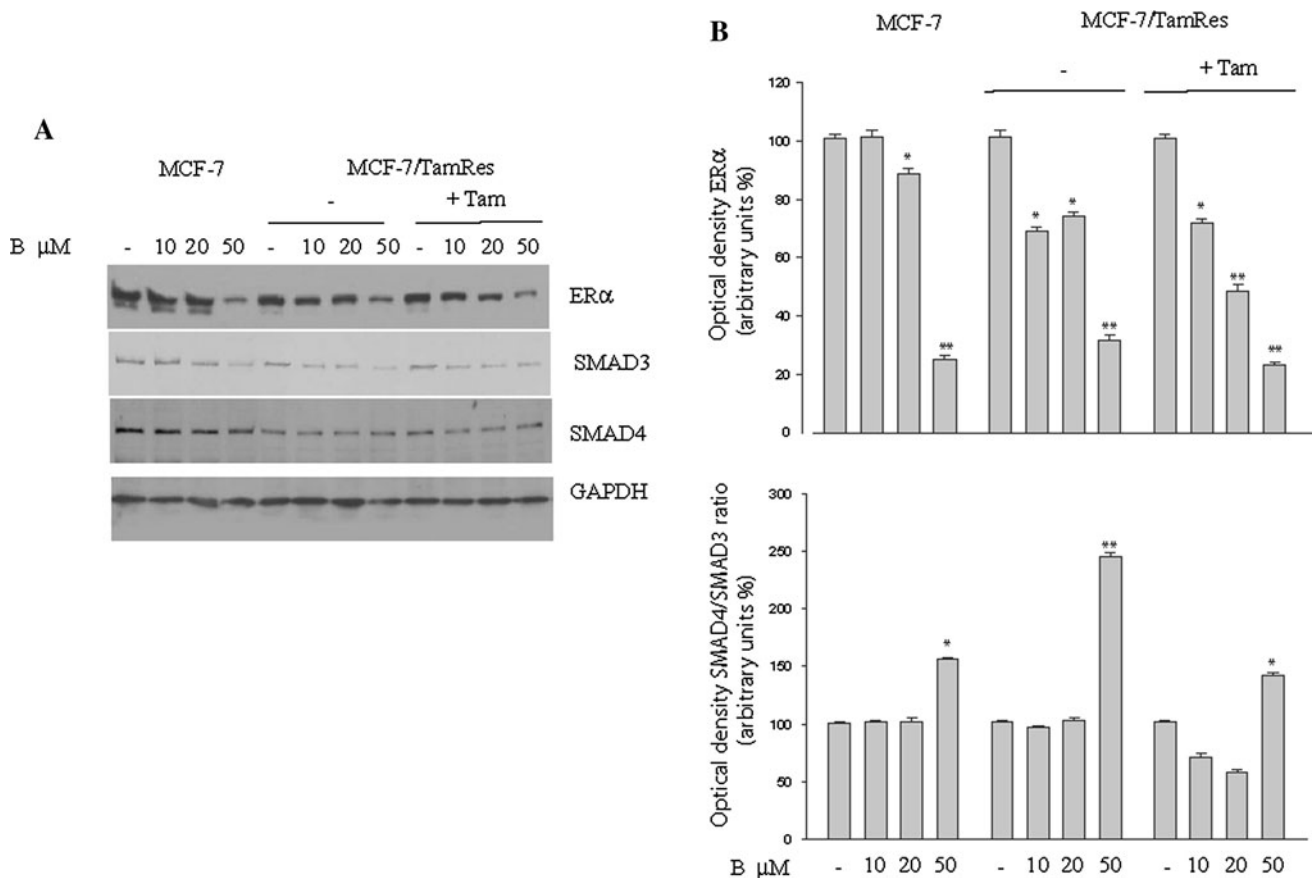 A
MCF-7 MCF-7/TamRes
- + Tam
B μM - 10 20 50 - 10 20 50 - 10 20 50
ERα
SMAD3
SMAD4
GAPDH
B
MCF-7 MCF-7/TamRes
- + Tam
Optical density ERα
(arbitrary units %)
120
100
80
60
40
20
0
* ** * * ** * ** **
Optical density SMAD4/SMAD3 ratio
(arbitrary units %)
300
250
200
150
100
50
0
* ** *
B μM - 10 20 50 - 10 20 50 - 10 20 50